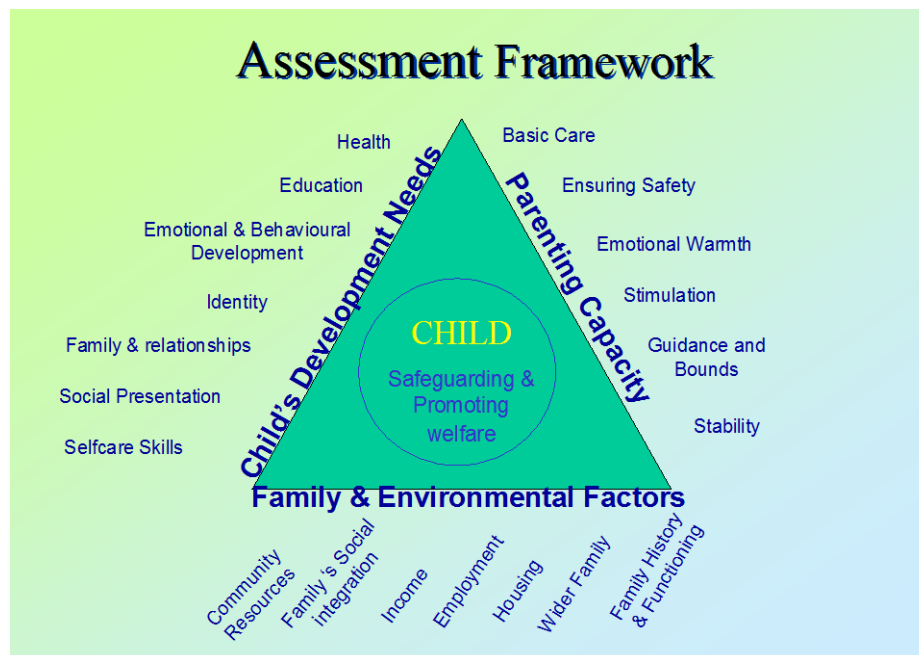 Assessment Framework
Health
Education
Emotional & Behavioural
Development
Identity
Family & relationships
Social Presentation
Selfcare Skills
Child's Development Needs
Basic Care
Ensuring Safety
Emotional Warmth
Stimulation
Guidance and
Bounds
Stability
Parenting Capacity
CHILD
Safeguarding &
Promoting
welfare
Family & Environmental Factors
Community
Resources
Family ‘s Social
integration
Income
Employment
Housing
Wider Family
Family History
& Functioning